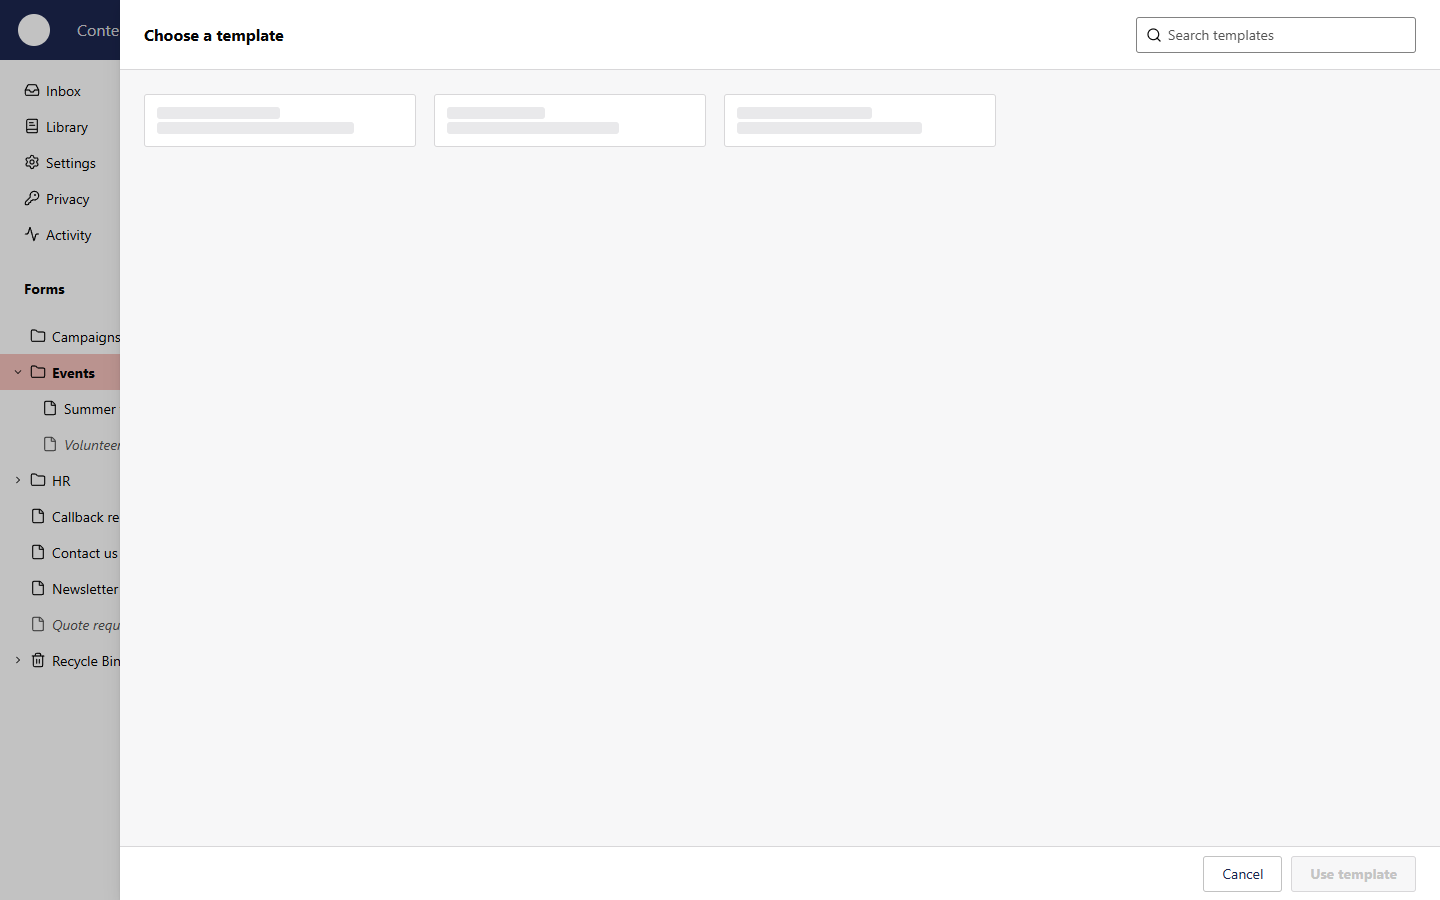 Conte
Choose a template
Search templates
Inbox
Library
Settings
Privacy
Activity
Forms
Campaigns
Events
Summer
Volunteer
HR
Callback re
Contact us
Newsletter
Quote requ
Recycle Bin
Cancel
Use template